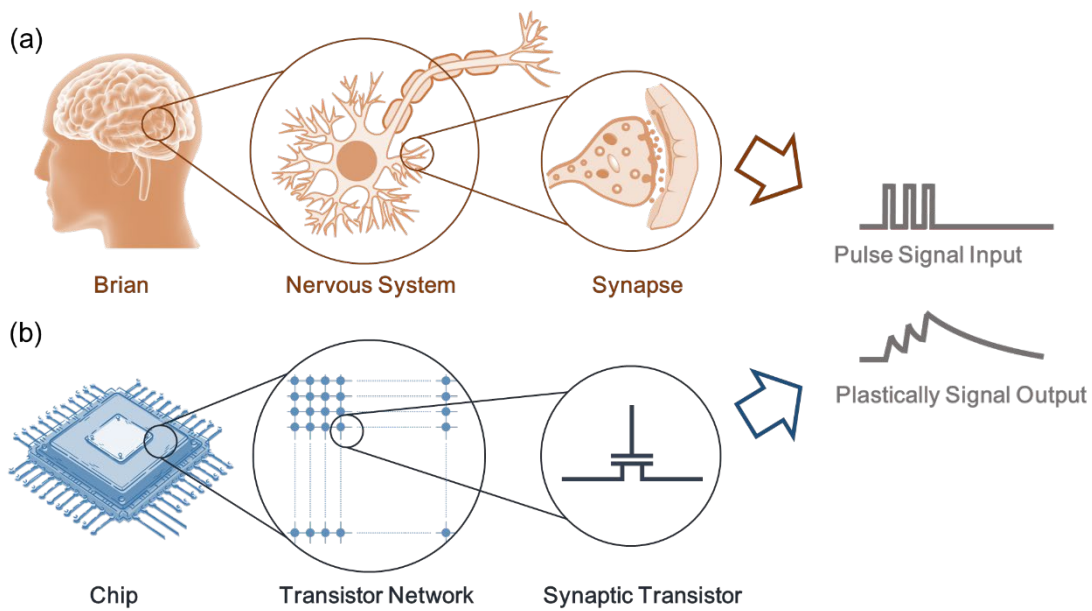 (a)
Brian
Nervous System
Synapse
Pulse Signal Input
(b)
Plastically Signal Output
Chip
Transistor Network
Synaptic Transistor